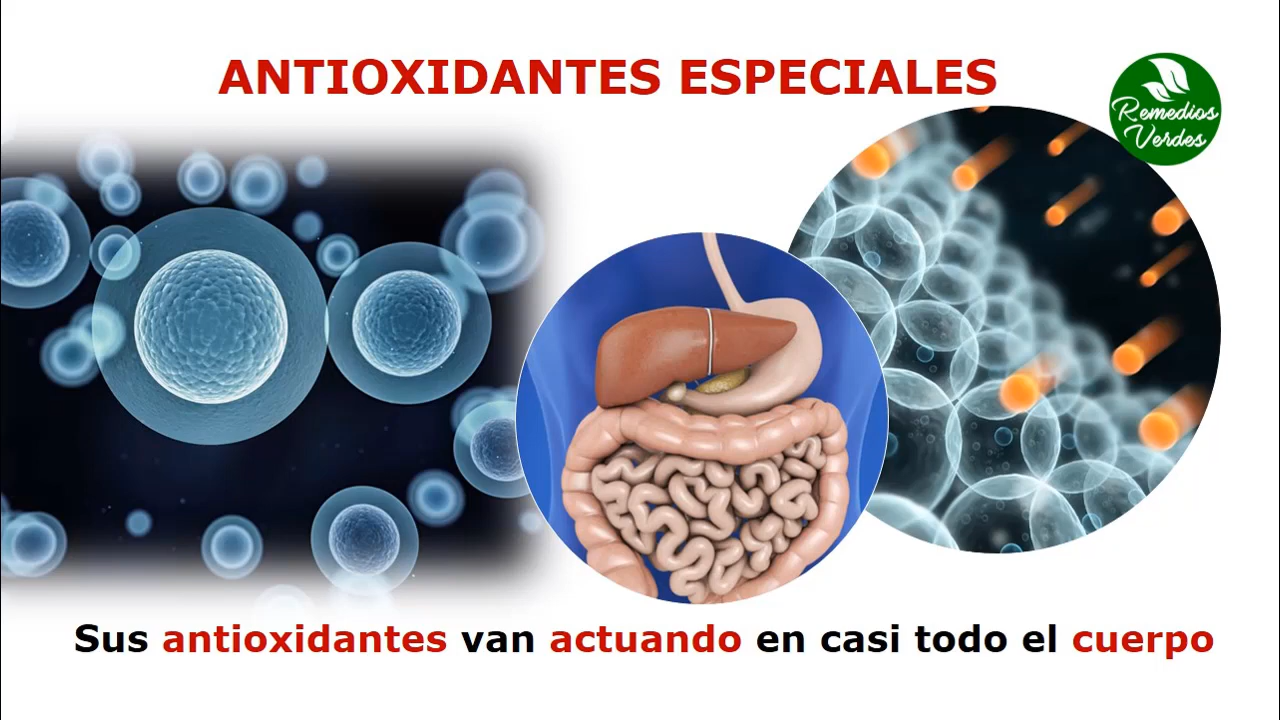 ANTIOXIDANTES ESPECIALES
Remedios
Verdes
Sus antioxidantes van actuando en casi todo el cuerpo